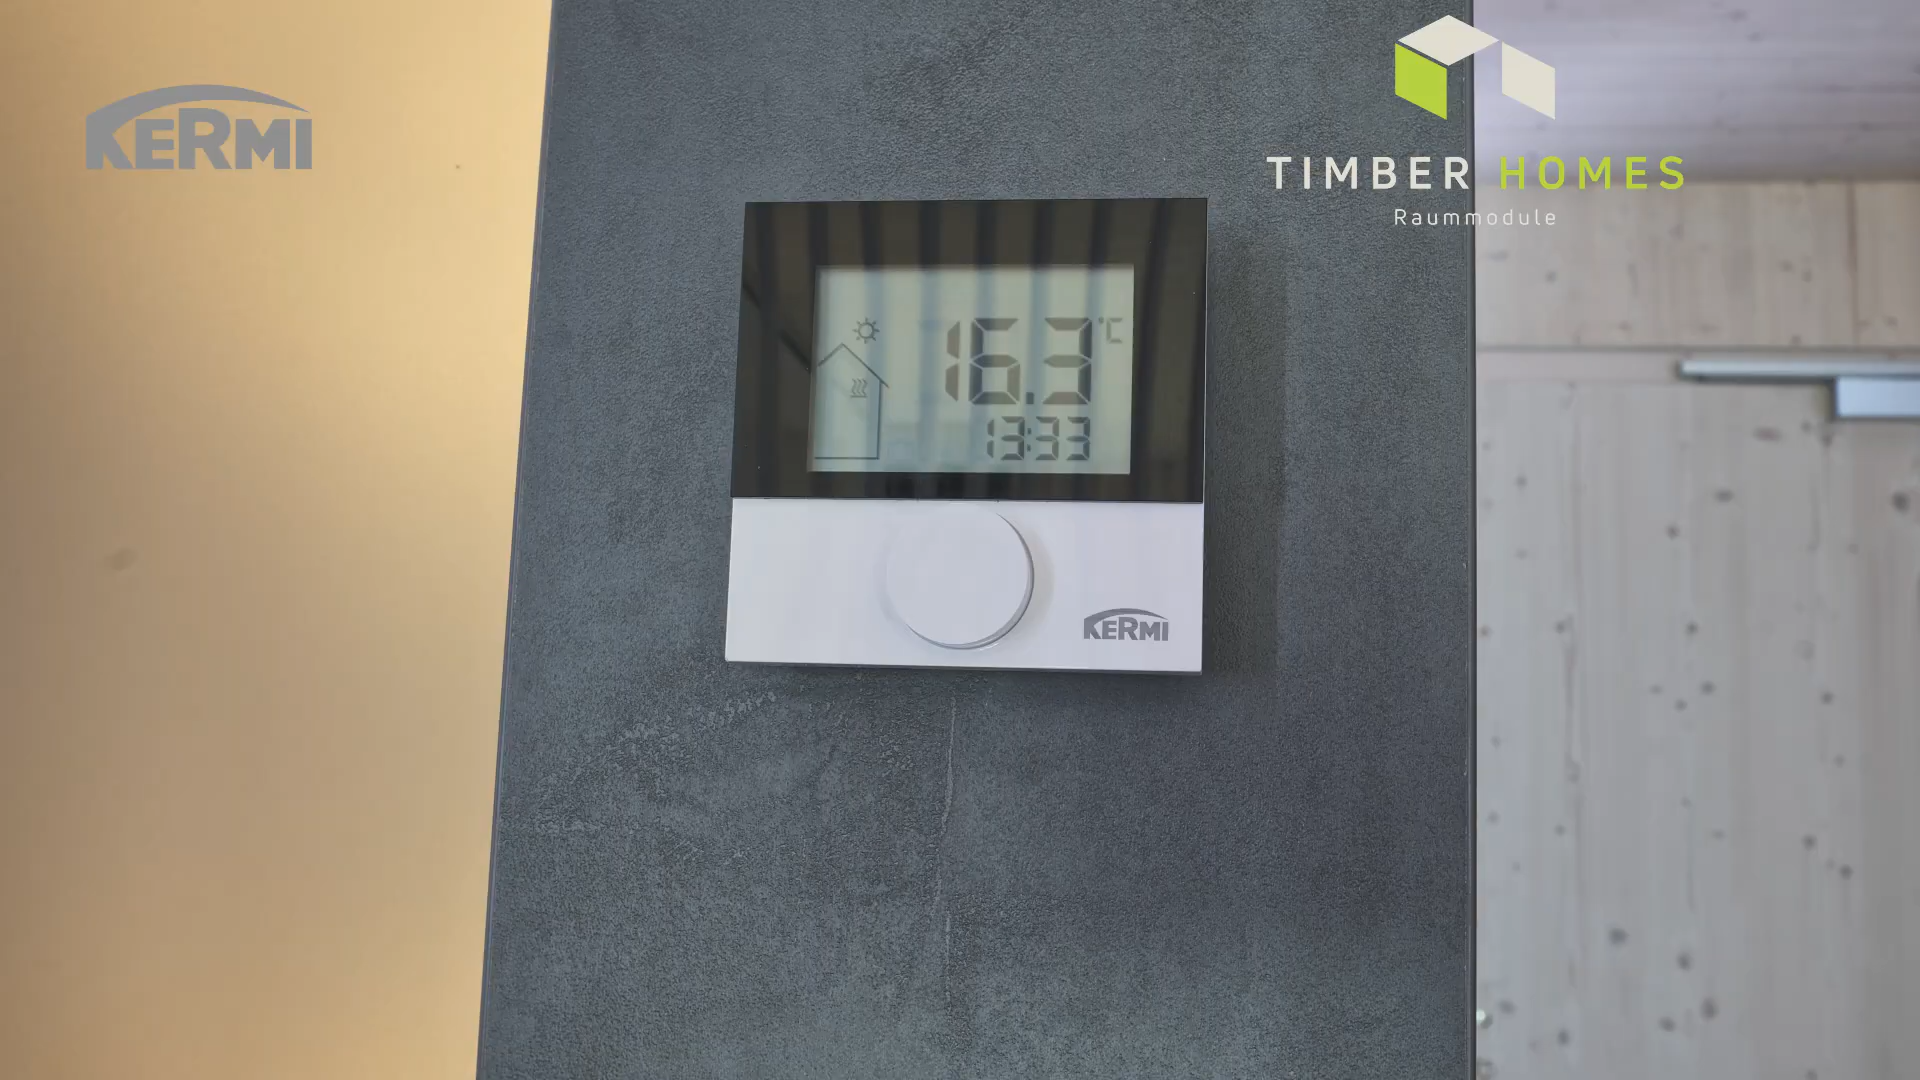 KERMI
TIMBER HOMES
Raummodule
16.3°C
13:33
KERMI